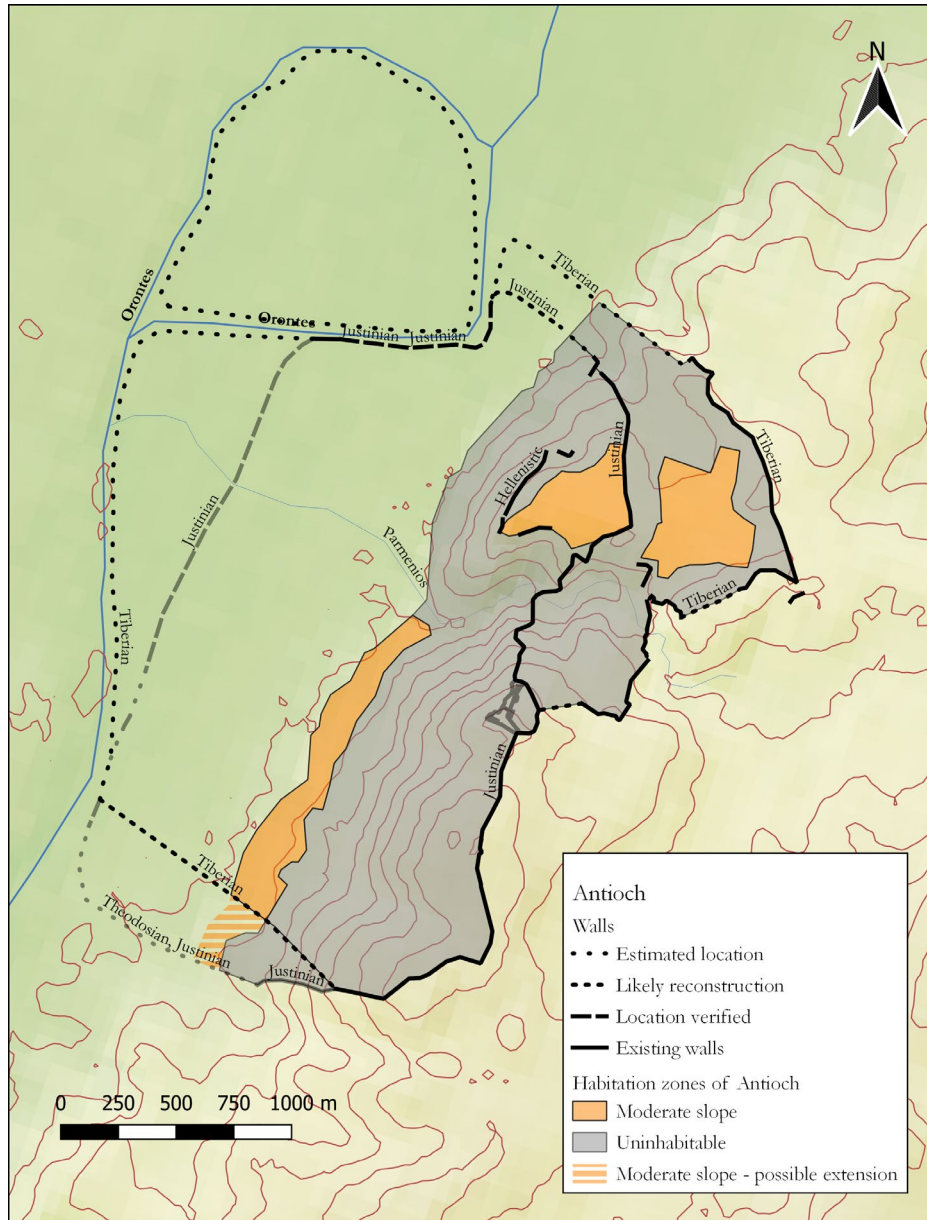 N
Orontes
Orontes
Tiberian
Justinian
Justinian
Justinian
Tiberian
Justinian
Hellenistic
Justinian
Parmenios
Tiberian
Tiberian
Justinian
Tiberian
Theodosian, Justinian
Justinian
0 250 500 750 1000 m
Antioch
Walls
Estimated location
Likely reconstruction
Location verified
Existing walls
Habitation zones of Antioch
Moderate slope
Uninhabitable
Moderate slope - possible extension